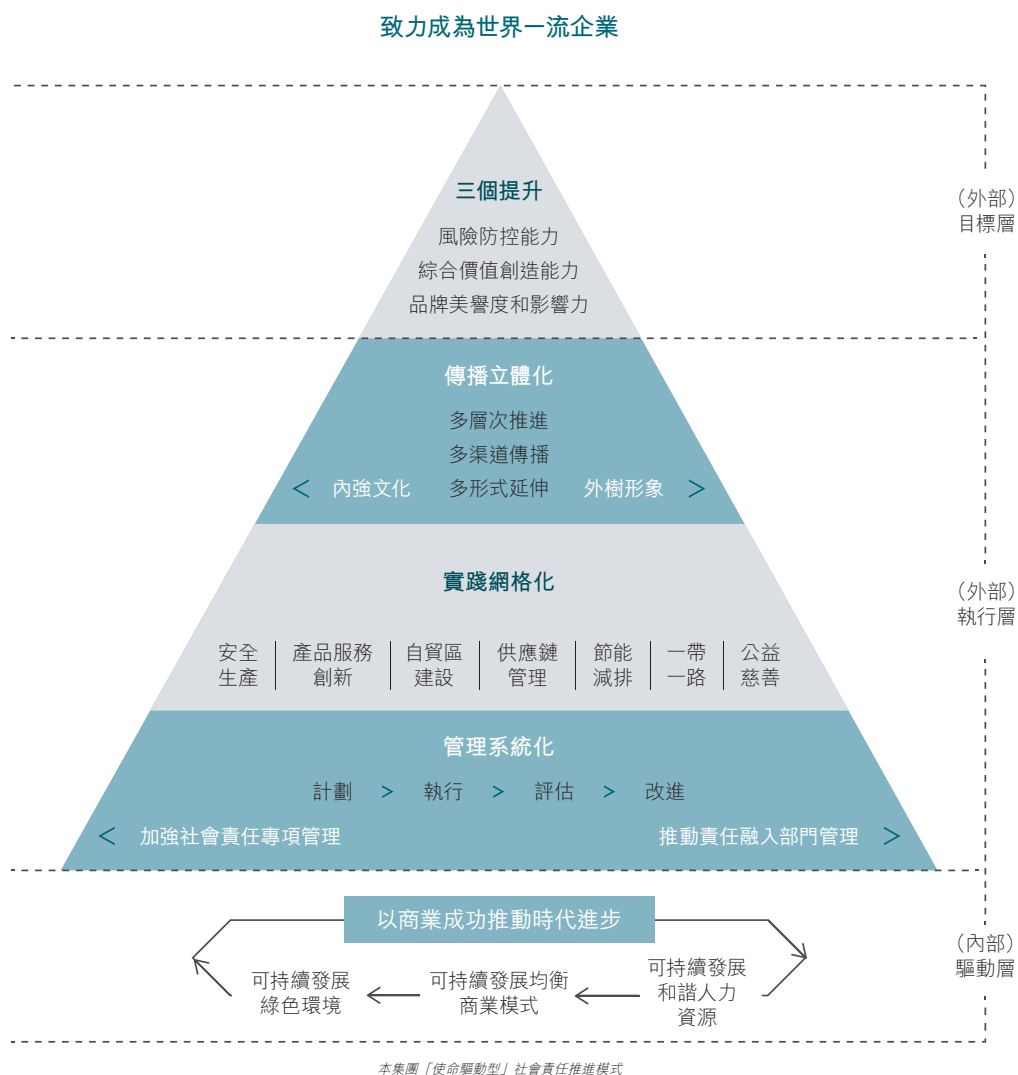 致力成為世界一流企業
三個提升
風險防控能力
綜合價值創造能力
品牌美譽度和影響力
（外部）
目標層
傳播立體化
多層次推進
多渠道傳播
< 內強文化 多形式延伸 外樹形象 >
實踐網格化
（外部）
執行層
安全 產品服務 自貿區 供應鏈 節能 一帶 公益
生產 創新 建設 管理 減排 一路 慈善
管理系統化
計劃 > 執行 > 評估 > 改進
< 加強社會責任專項管理 推動責任融入部門管理 >
以商業成功推動時代進步
（內部）
驅動層
可持續發展
綠色環境
可持續發展均衡
商業模式
可持續發展
和諧人力
資源
本集團「使命驅動型」社會責任推進模式